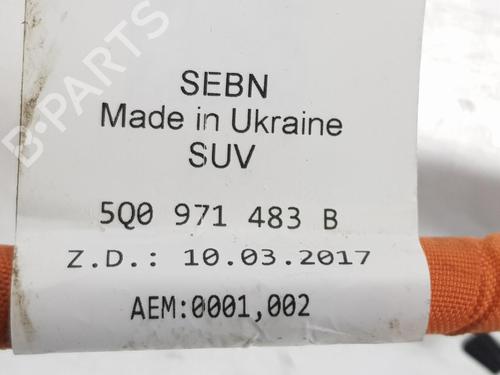 B-PARTS
SEBN
Made in Ukraine
SUV
5Q0 971 483 B
Z.D.: 10.03.2017
AEM:0001,002